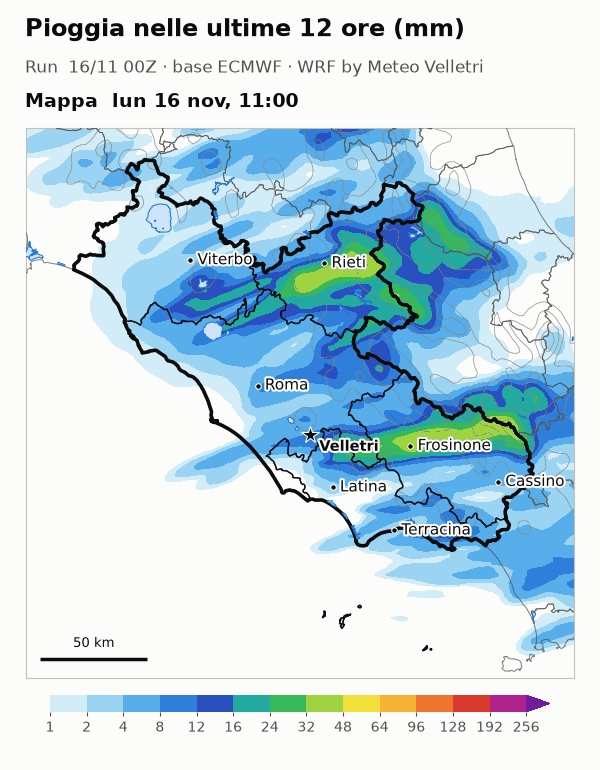 Pioggia nelle ultime 12 ore (mm)
Run  16/11 00Z · base ECMWF · WRF by Meteo Velletri
Mappa  lun 16 nov, 11:00
Viterbo
Rieti
Roma
Velletri
Frosinone
Latina
Cassino
Terracina
50 km
1 2 4 8 12 16 24 32 48 64 96 128 192 256